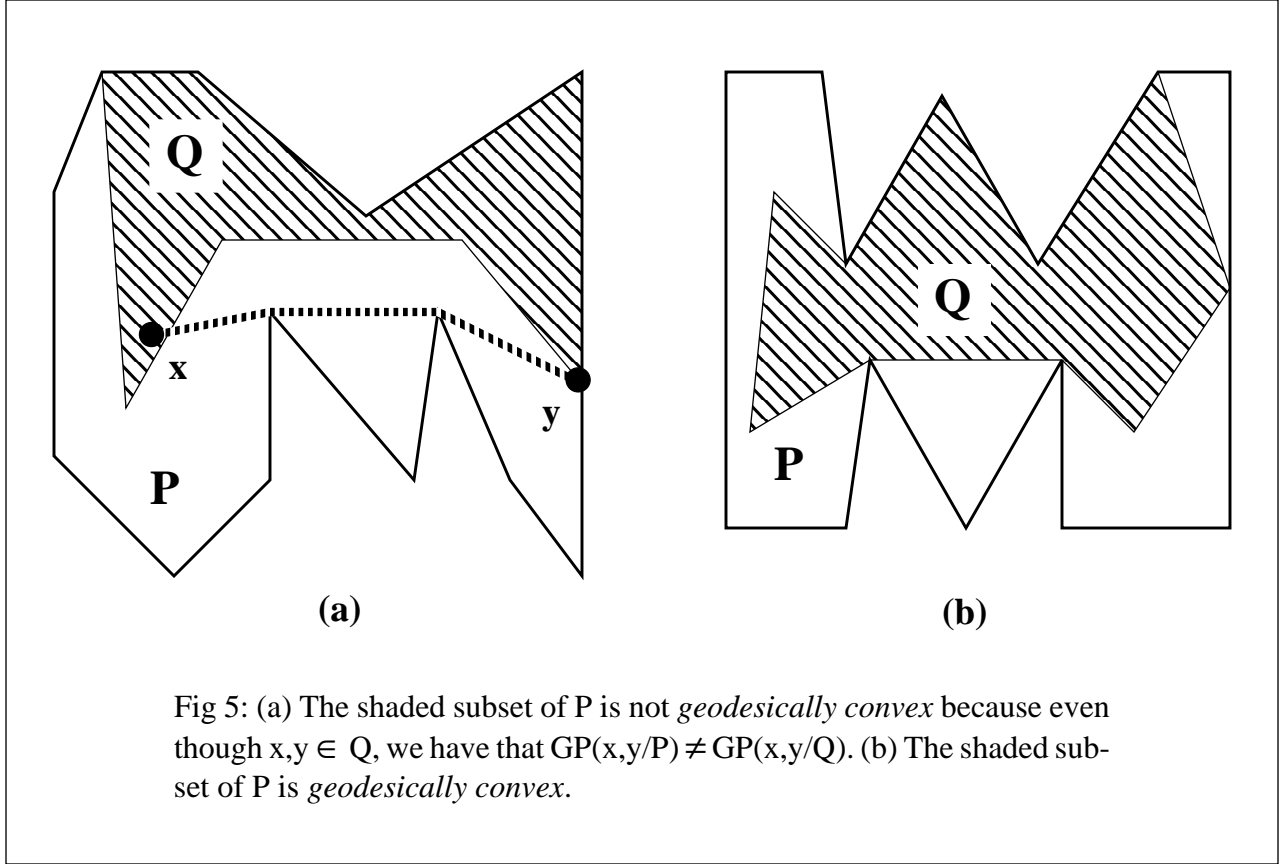 Q
x
y
P
(a)
Q
P
(b)
Fig 5: (a) The shaded subset of P is not geodesically convex because even
though x,y ∈ Q, we have that GP(x,y/P) ≠ GP(x,y/Q). (b) The shaded sub-
set of P is geodesically convex.